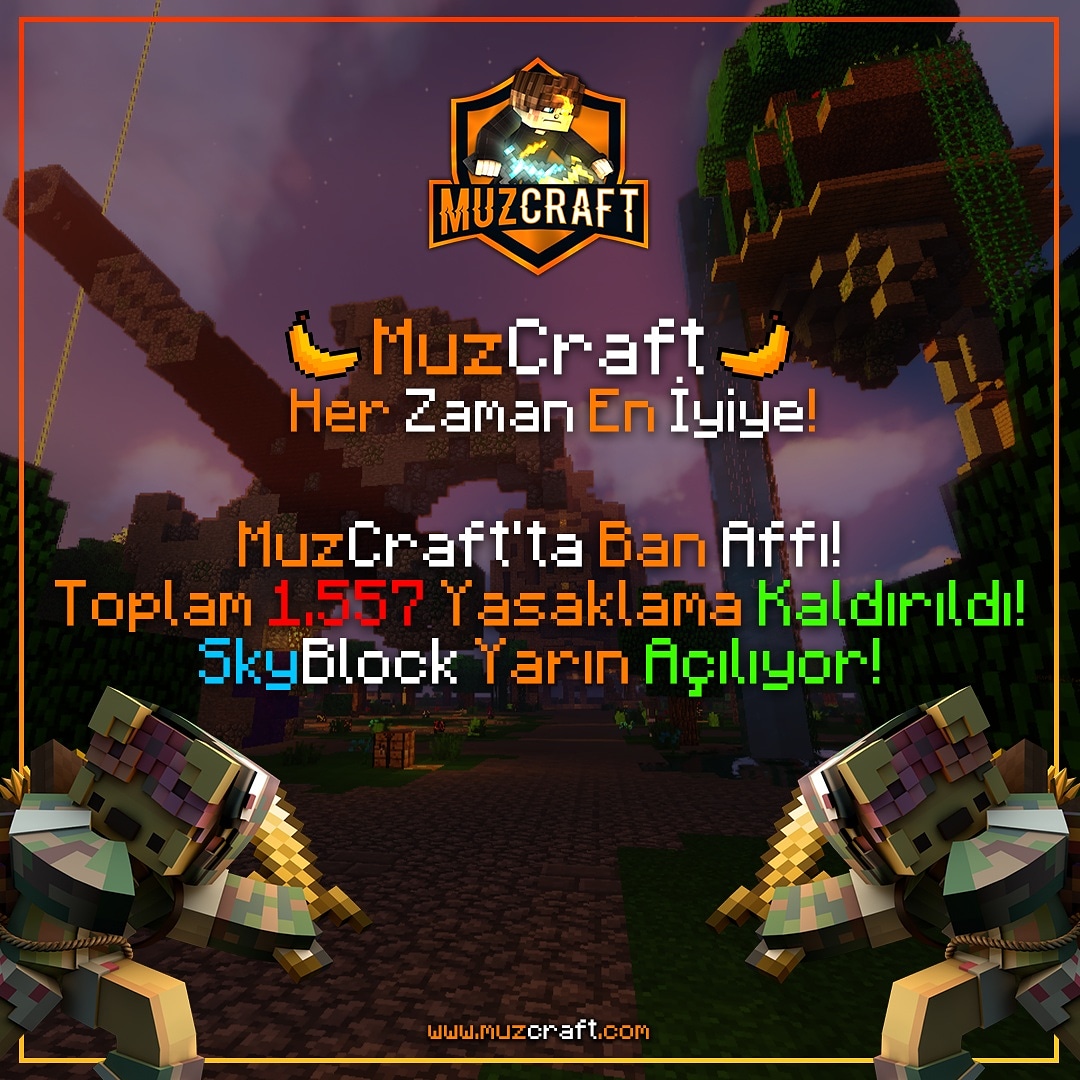 MUZCRAFT
MuzCraft
Her Zaman En İyiye!
MuzCraft'ta Ban Affı!
Toplam 1.557 Yasaklama Kaldırıldı!
SkyBlock Yarın Açılıyor!
www.muzcraft.com